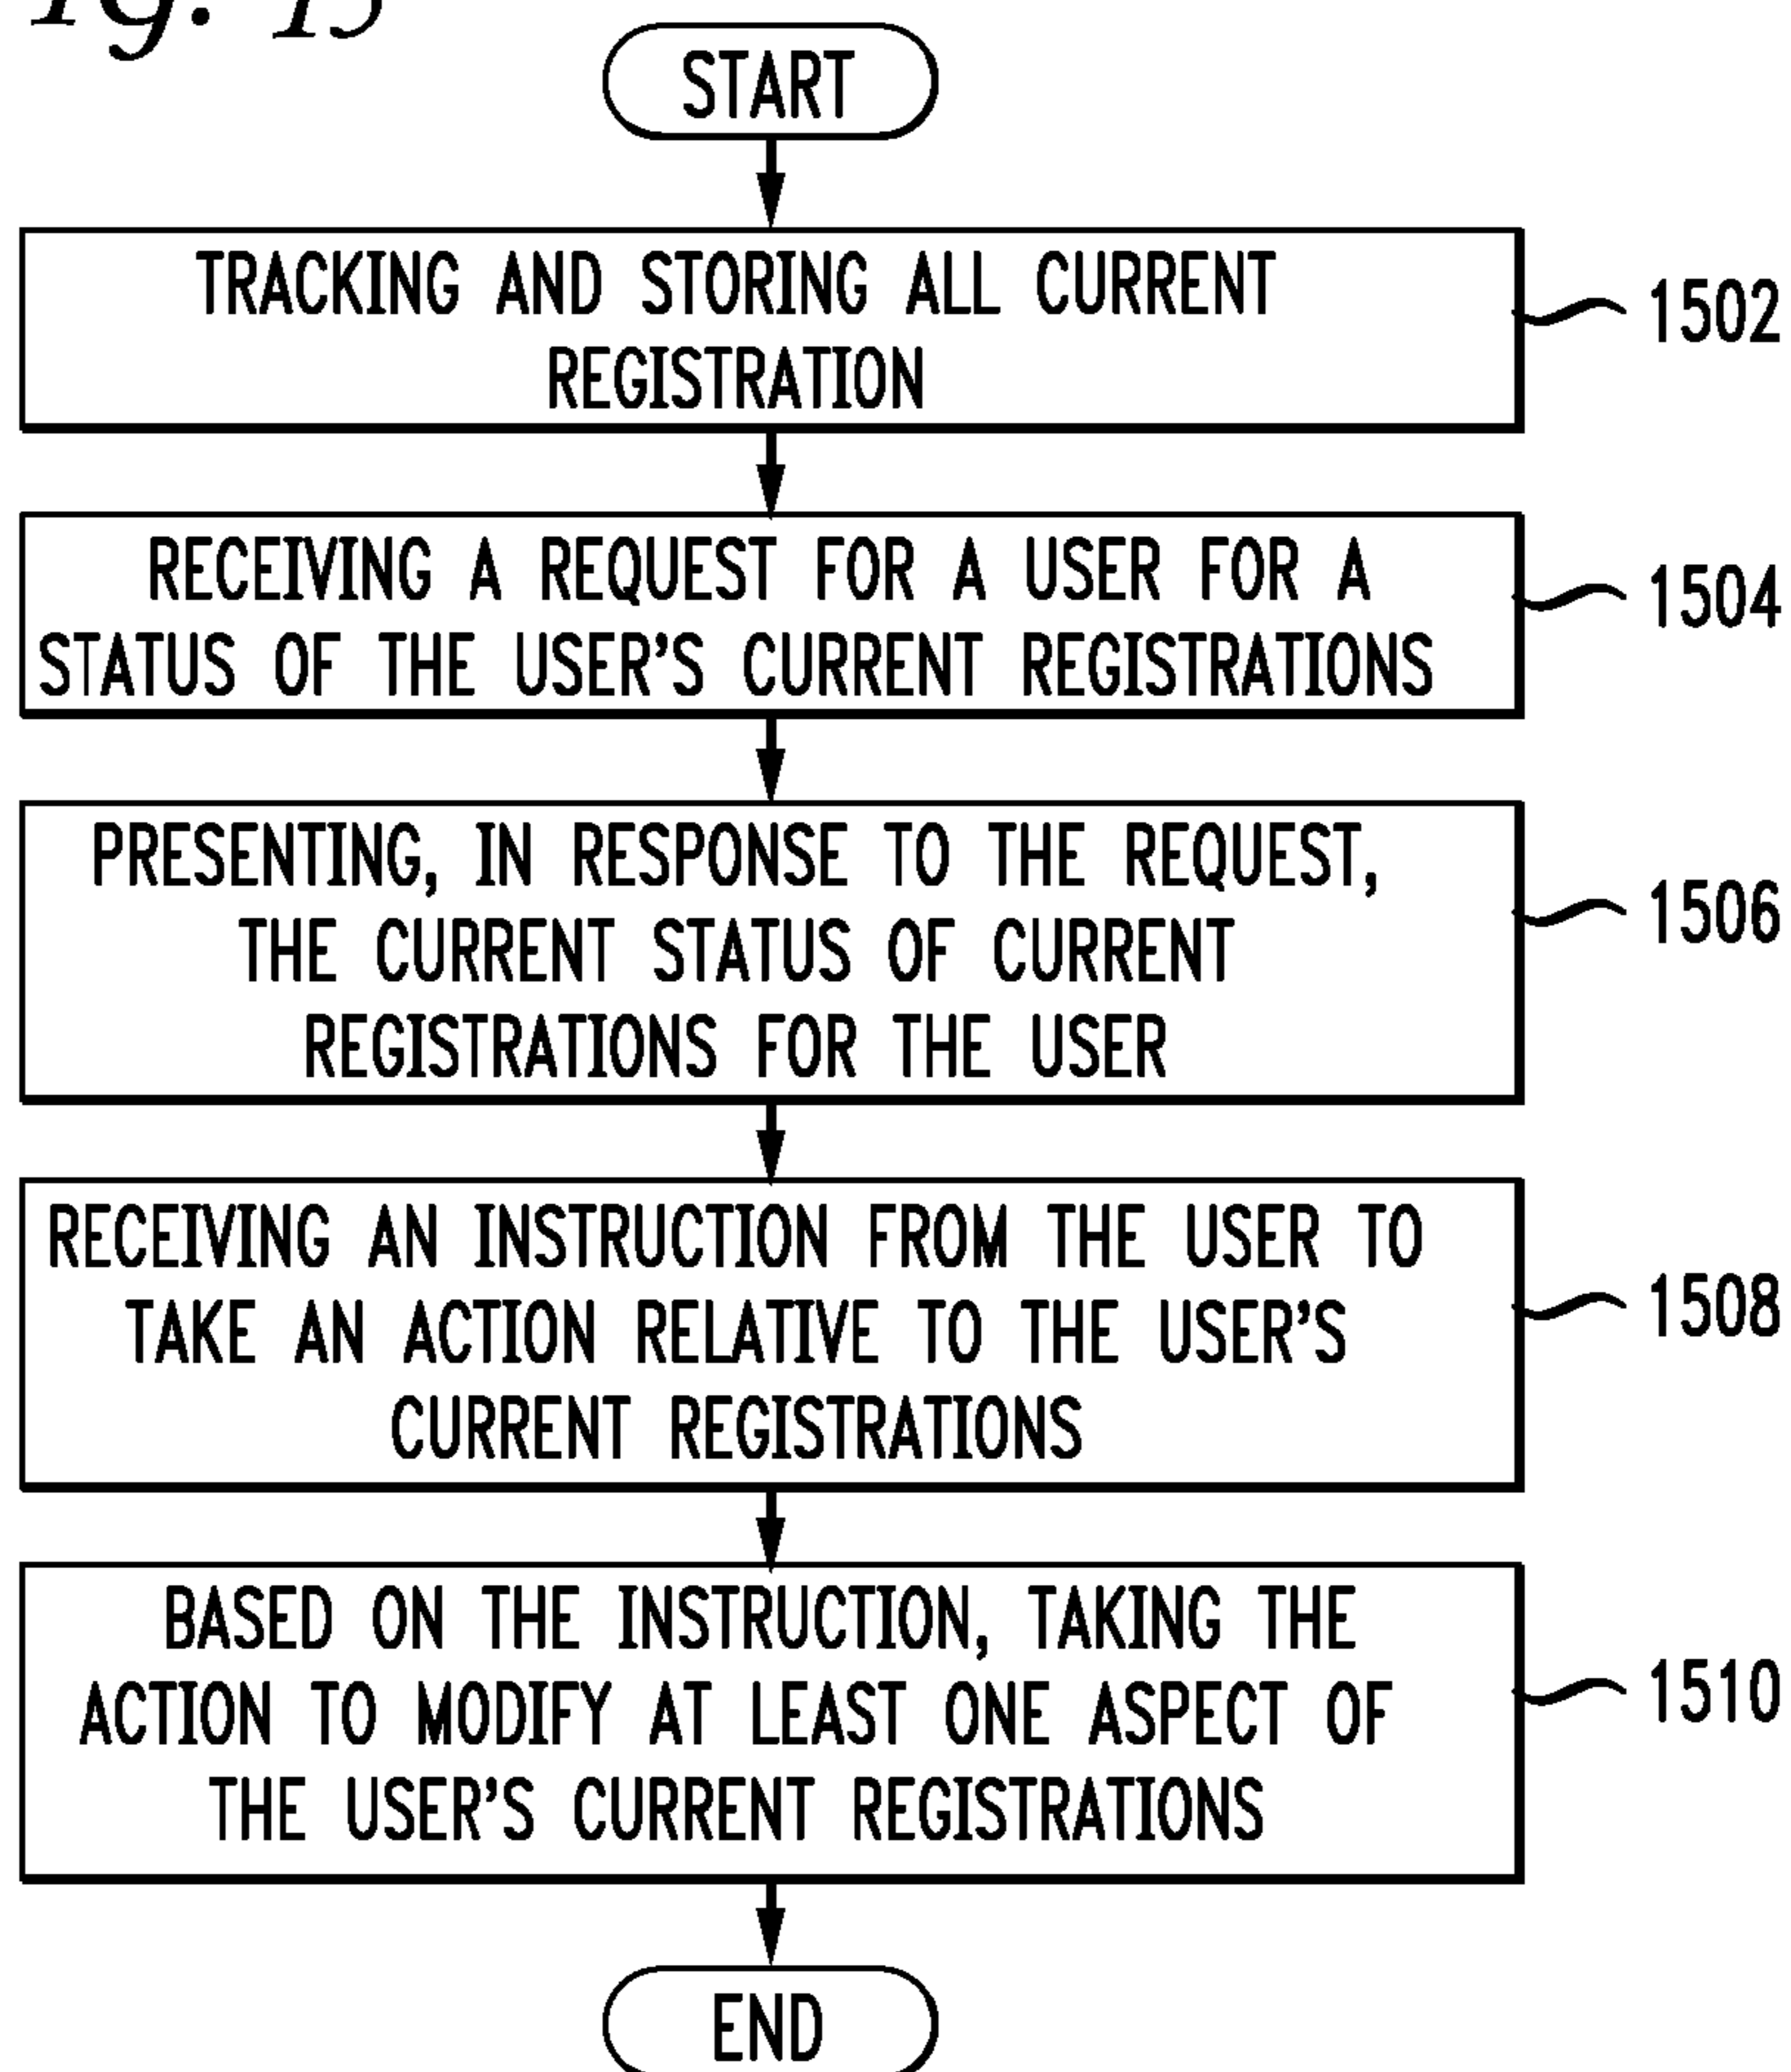 START
TRACKING AND STORING ALL CURRENT
REGISTRATION
1502
RECEIVING A REQUEST FOR A USER FOR A
STATUS OF THE USER'S CURRENT REGISTRATIONS
1504
PRESENTING, IN RESPONSE TO THE REQUEST,
THE CURRENT STATUS OF CURRENT
REGISTRATIONS FOR THE USER
1506
RECEIVING AN INSTRUCTION FROM THE USER TO
TAKE AN ACTION RELATIVE TO THE USER'S
CURRENT REGISTRATIONS
1508
BASED ON THE INSTRUCTION, TAKING THE
ACTION TO MODIFY AT LEAST ONE ASPECT OF
THE USER'S CURRENT REGISTRATIONS
1510
END